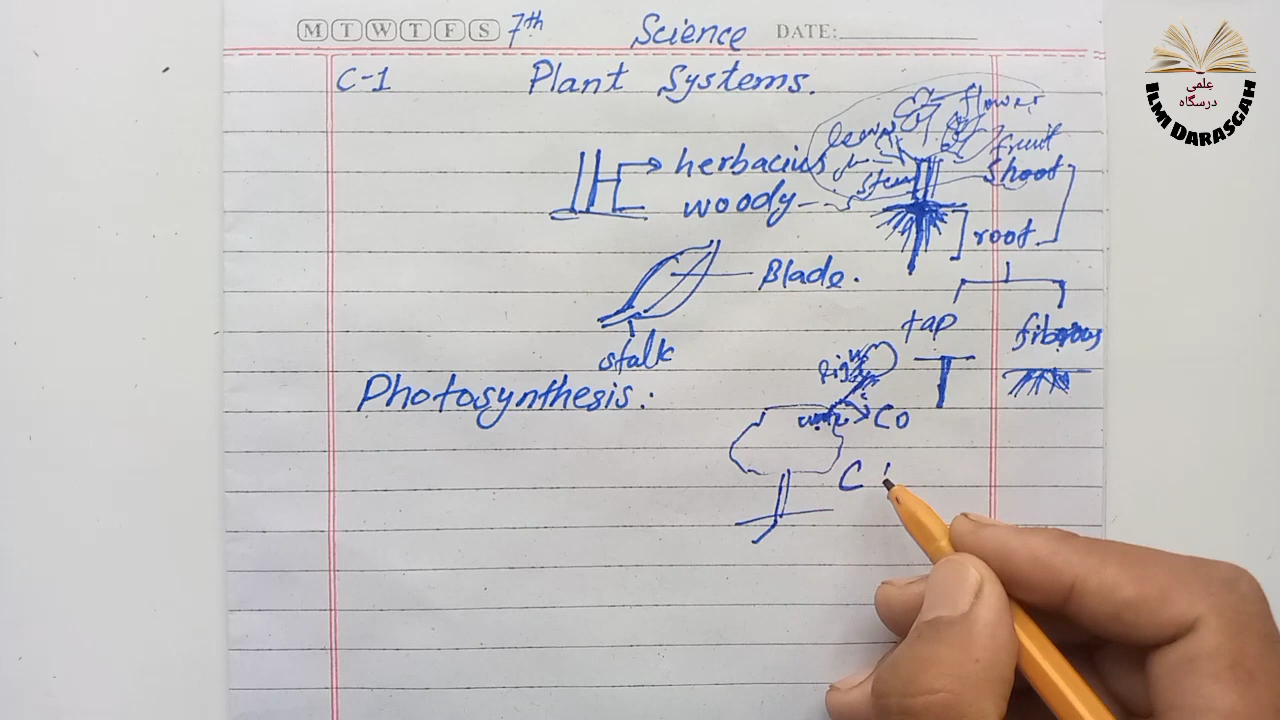 M T W T F S 7th Science DATE:
C-1 Plant Systems.
flower
leaves
fruit
herbacius
shoot
stem
woody
root
Blade.
tap
fibrous
stalk
Photosynthesis:
CO
C
علمی
درسگاہ
ILMI DARASGAH